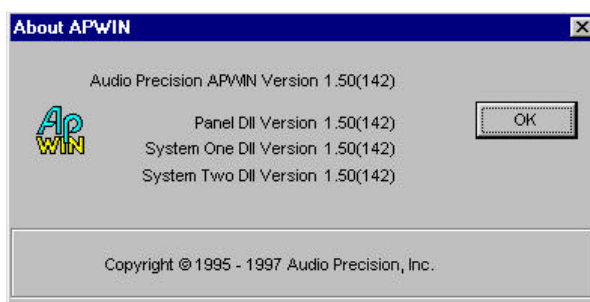 About APWIN
Audio Precision APWIN Version 1.50(142)
Ap
WIN
Panel Dll Version 1.50(142)
OK
System One Dll Version 1.50(142)
System Two Dll Version 1.50(142)
Copyright © 1995 - 1997 Audio Precision, Inc.